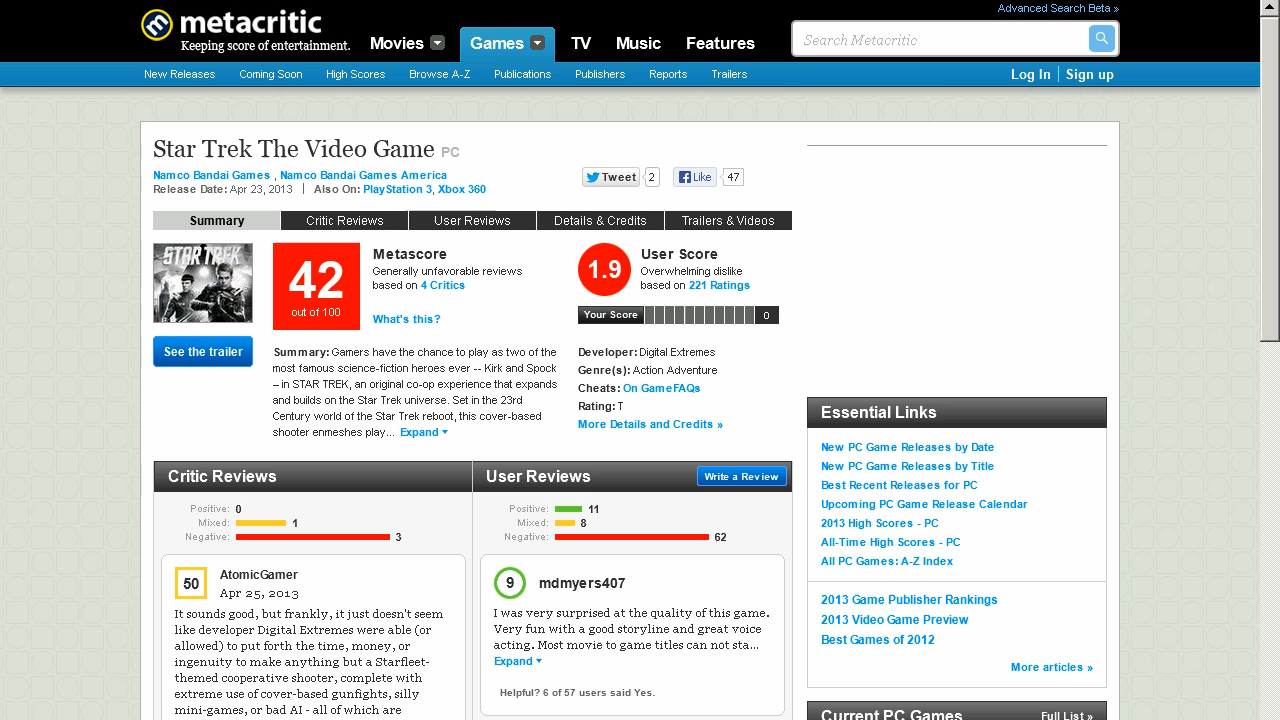 Advanced Search Beta »
metacritic
Keeping score of entertainment.
Movies
Games
TV
Music
Features
Search Metacritic
New Releases
Coming Soon
High Scores
Browse A-Z
Publications
Publishers
Reports
Trailers
Log In
Sign up
Star Trek The Video Game PC
Namco Bandai Games , Namco Bandai Games America
Release Date: Apr 23, 2013 | Also On: PlayStation 3, Xbox 360
Tweet 2
Like 47
Summary
Critic Reviews
User Reviews
Details & Credits
Trailers & Videos
STAR TREK
See the trailer
42
out of 100
Metascore
Generally unfavorable reviews
based on 4 Critics
What's this?
1.9
User Score
Overwhelming dislike
based on 221 Ratings
Your Score 0
Summary: Gamers have the chance to play as two of the
most famous science-fiction heroes ever -- Kirk and Spock
– in STAR TREK, an original co-op experience that expands
and builds on the Star Trek universe. Set in the 23rd
Century world of the Star Trek reboot, this cover-based
shooter enmeshes play... Expand
Developer: Digital Extremes
Genre(s): Action Adventure
Cheats: On GameFAQs
Rating: T
More Details and Credits »
Critic Reviews
Positive: 0
Mixed: 1
Negative: 3
50
AtomicGamer
Apr 25, 2013
It sounds good, but frankly, it just doesn't seem
like developer Digital Extremes were able (or
allowed) to put forth the time, money, or
ingenuity to make anything but a Starfleet-
themed cooperative shooter, complete with
extreme use of cover-based gunfights, silly
mini-games, or bad AI - all of which are
User Reviews
Write a Review
Positive: 11
Mixed: 8
Negative: 62
9
mdmyers407
I was very surprised at the quality of this game.
Very fun with a good storyline and great voice
acting. Most movie to game titles can not sta...
Expand
Helpful? 6 of 57 users said Yes.
Essential Links
New PC Game Releases by Date
New PC Game Releases by Title
Best Recent Releases for PC
Upcoming PC Game Release Calendar
2013 High Scores - PC
All-Time High Scores - PC
All PC Games: A-Z Index
2013 Game Publisher Rankings
2013 Video Game Preview
Best Games of 2012
More articles »
Current PC Games
Full List »